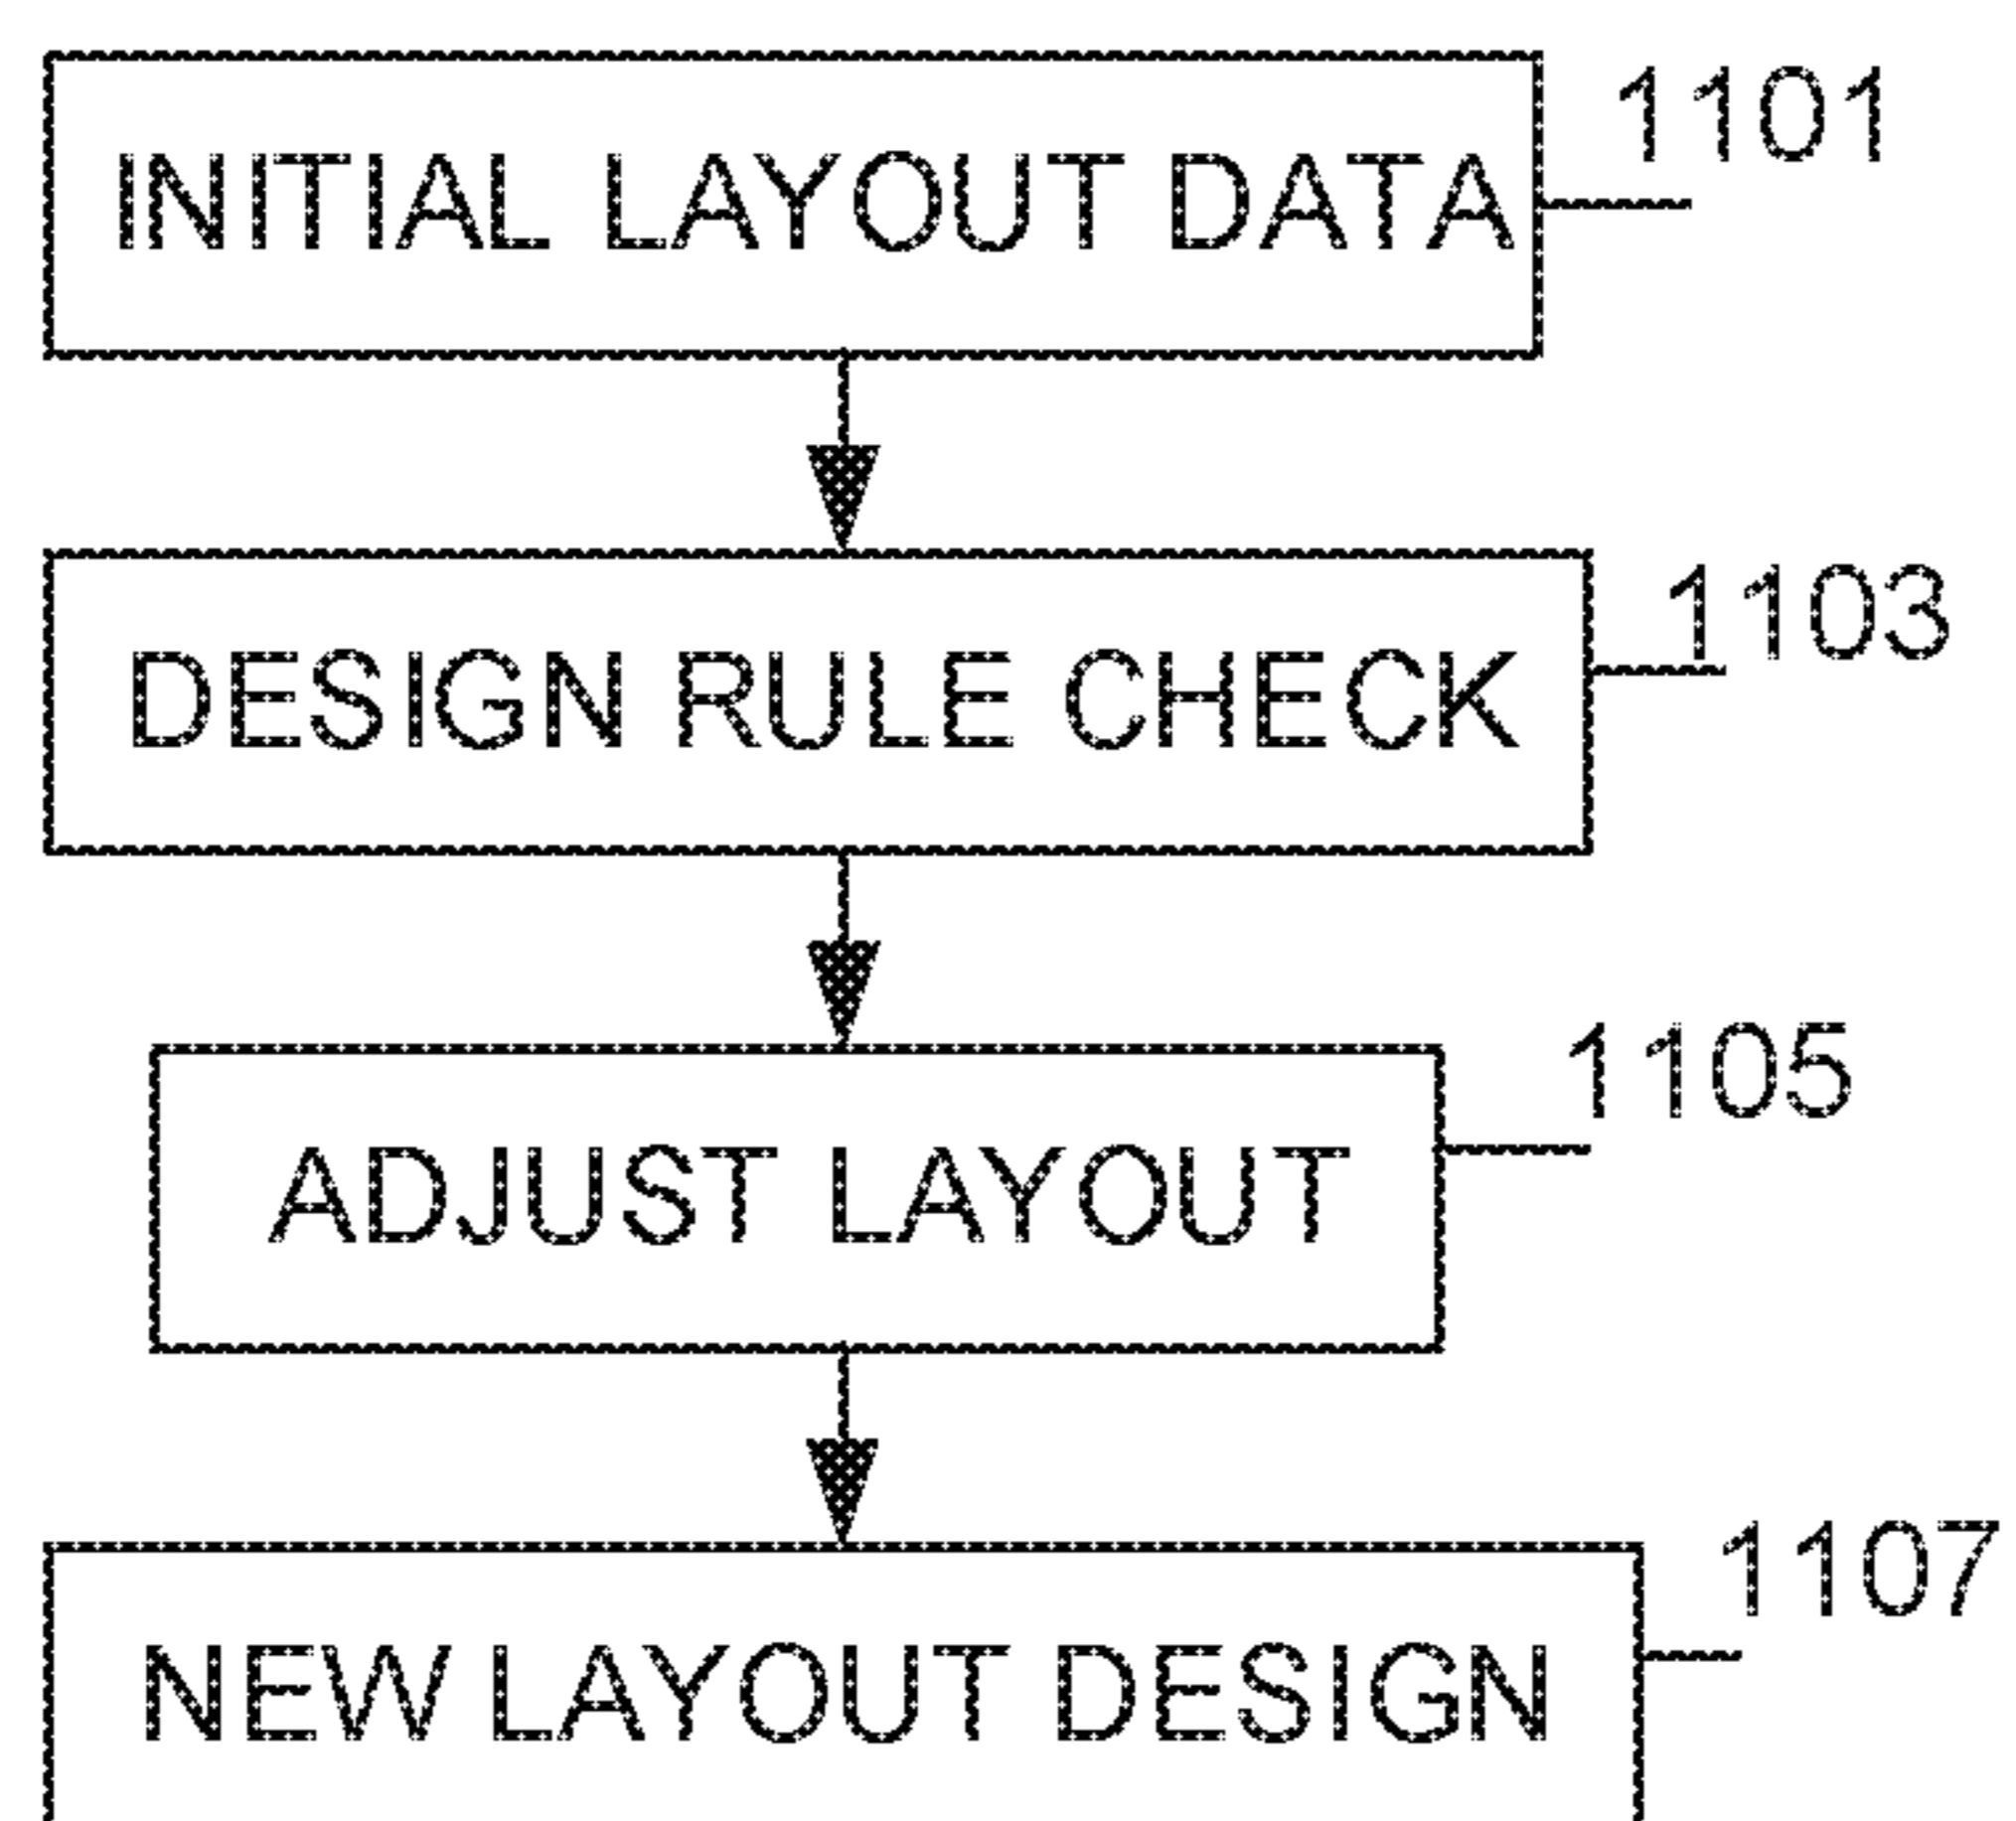 1101
INITIAL LAYOUT DATA
1103
DESIGN RULE CHECK
1105
ADJUST LAYOUT
1107
NEW LAYOUT DESIGN